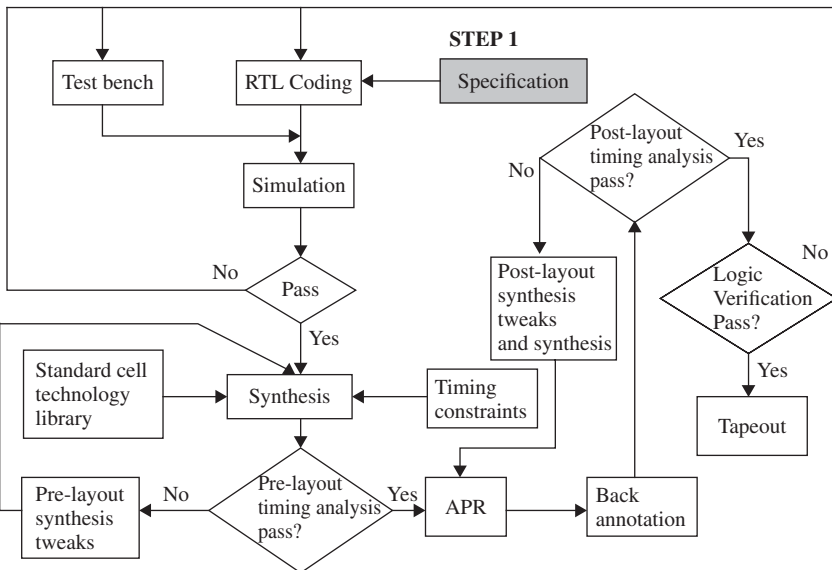 STEP 1
Test bench
RTL Coding
Specification
Simulation
No
Pass
Yes
Standard cell
technology
library
Synthesis
Timing
constraints
Pre-layout
synthesis
tweaks
No
Pre-layout
timing analysis
pass?
Yes
APR
Back
annotation
Post-layout
timing analysis
pass?
No
Yes
Post-layout
synthesis
tweaks
and synthesis
Logic
Verification
Pass?
No
Yes
Tapeout